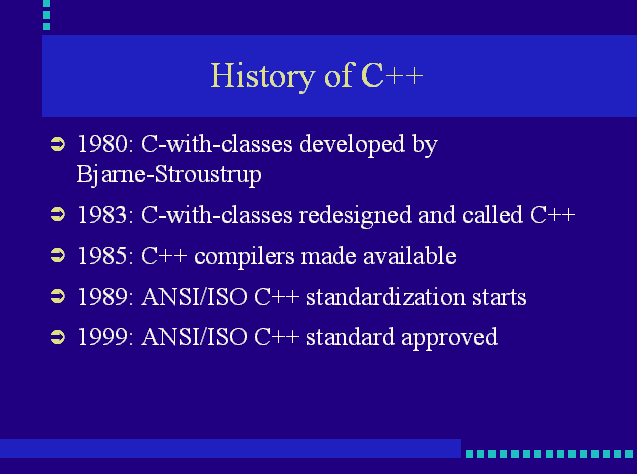 History of C++
1980: C-with-classes developed by
Bjarne-Stroustrup
1983: C-with-classes redesigned and called C++
1985: C++ compilers made available
1989: ANSI/ISO C++ standardization starts
1999: ANSI/ISO C++ standard approved